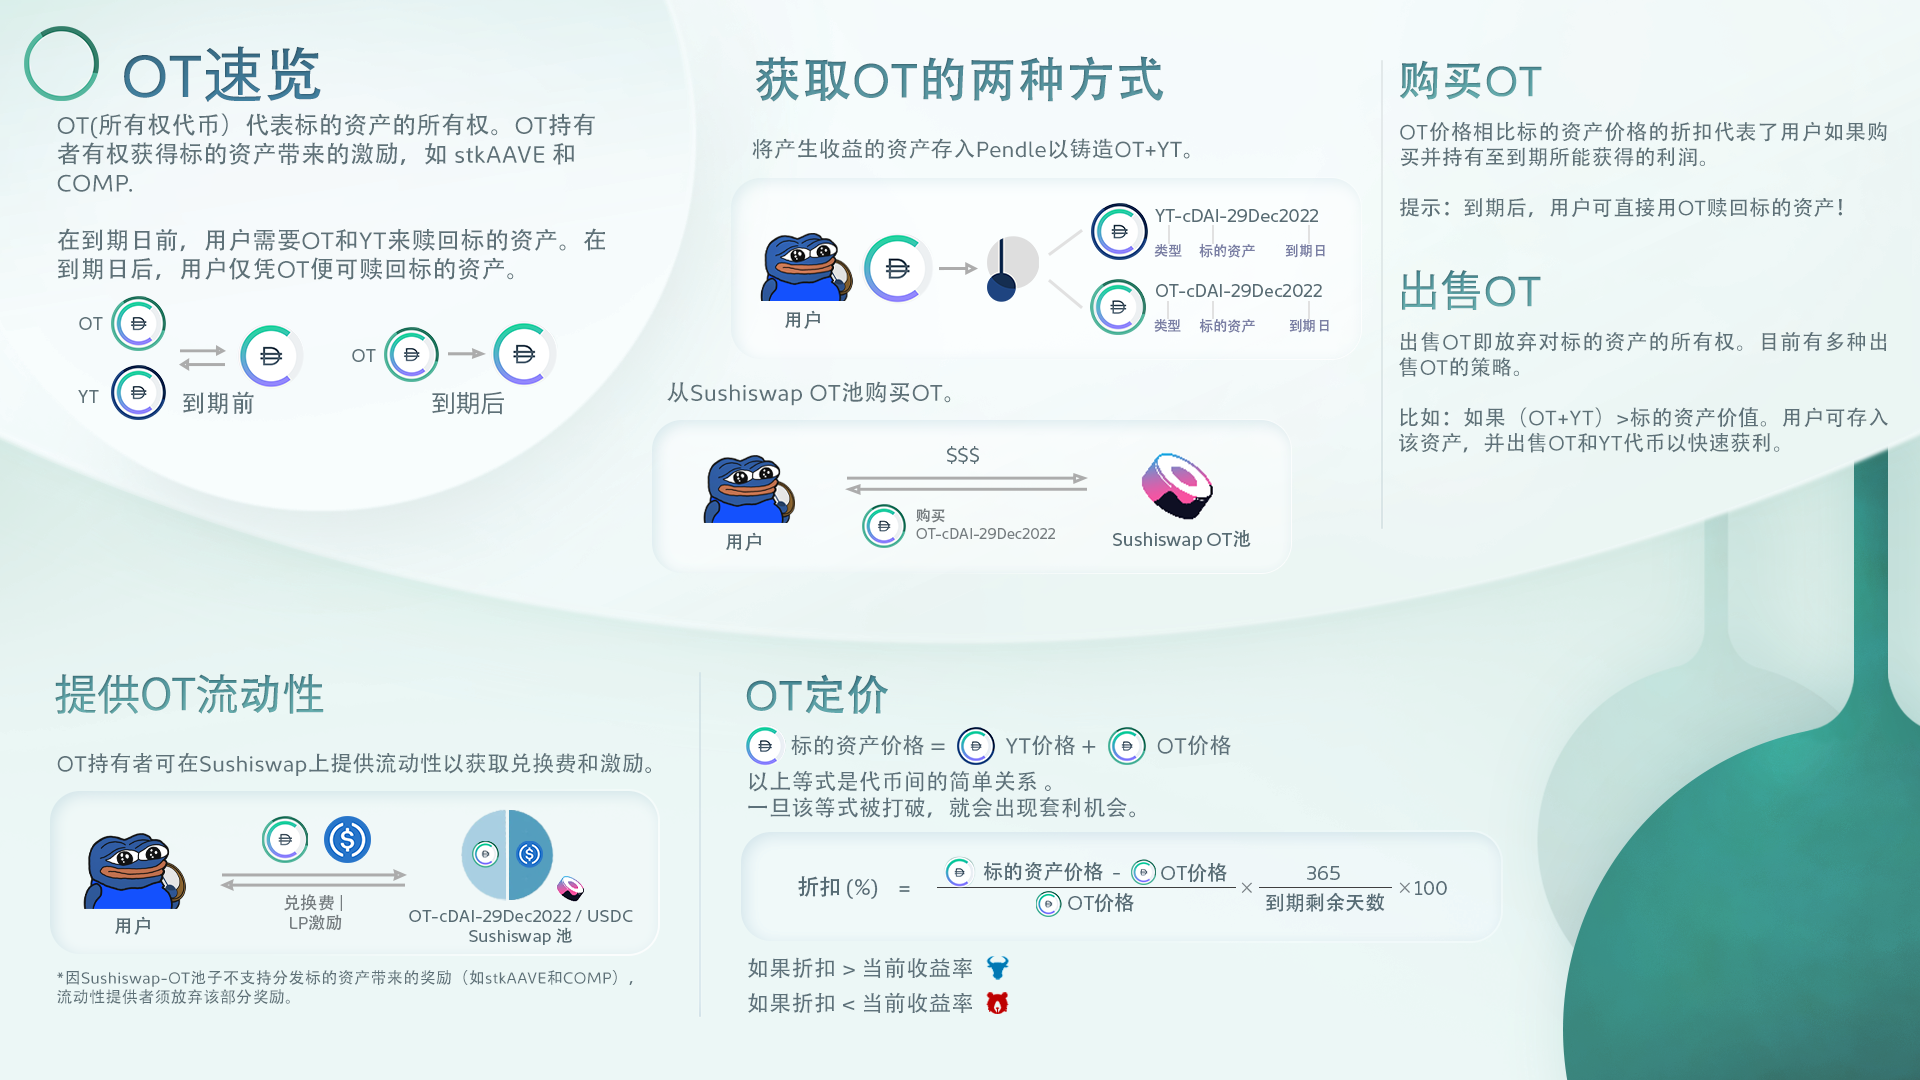 OT速览
OT(所有权代币）代表标的资产的所有权。OT持有
者有权获得标的资产带来的激励，如 stkAAVE 和
COMP.
在到期日前，用户需要OT和YT来赎回标的资产。在
到期日后，用户仅凭OT便可赎回标的资产。
OT
YT
到期前
OT
到期后
获取OT的两种方式
将产生收益的资产存入Pendle以铸造OT+YT。
用户
YT-cDAI-29Dec2022
类型 标的资产 到期日
OT-cDAI-29Dec2022
类型 标的资产 到期日
从Sushiswap OT池购买OT。
用户
$$$
购买
OT-cDAI-29Dec2022
Sushiswap OT池
购买OT
OT价格相比标的资产价格的折扣代表了用户如果购
买并持有至到期所能获得的利润。
提示：到期后，用户可直接用OT赎回标的资产！
出售OT
出售OT即放弃对标的资产的所有权。目前有多种出
售OT的策略。
比如：如果（OT+YT）>标的资产价值。用户可存入
该资产，并出售OT和YT代币以快速获利。
提供OT流动性
OT持有者可在Sushiswap上提供流动性以获取兑换费和激励。
用户
兑换费 |
LP激励
OT-cDAI-29Dec2022 / USDC
Sushiswap 池
*因Sushiswap-OT池子不支持分发标的资产带来的奖励（如stkAAVE和COMP），
流动性提供者须放弃该部分奖励。
OT定价
标的资产价格 = YT价格 + OT价格
以上等式是代币间的简单关系 。
一旦该等式被打破，就会出现套利机会。
折扣 (%) = 标的资产价格 - OT价格 × 365 ×100
OT价格 到期剩余天数
如果折扣 > 当前收益率
如果折扣 < 当前收益率